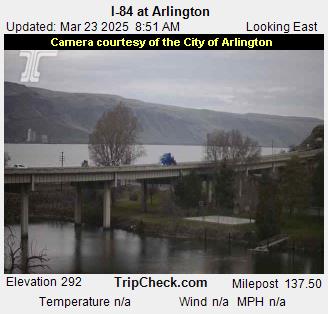 I-84 at Arlington
Updated: Mar 23 2025 8:51 AM Looking East
Camera courtesy of the City of Arlington
Elevation 292 TripCheck.com Milepost 137.50
Temperature n/a Wind n/a MPH n/a